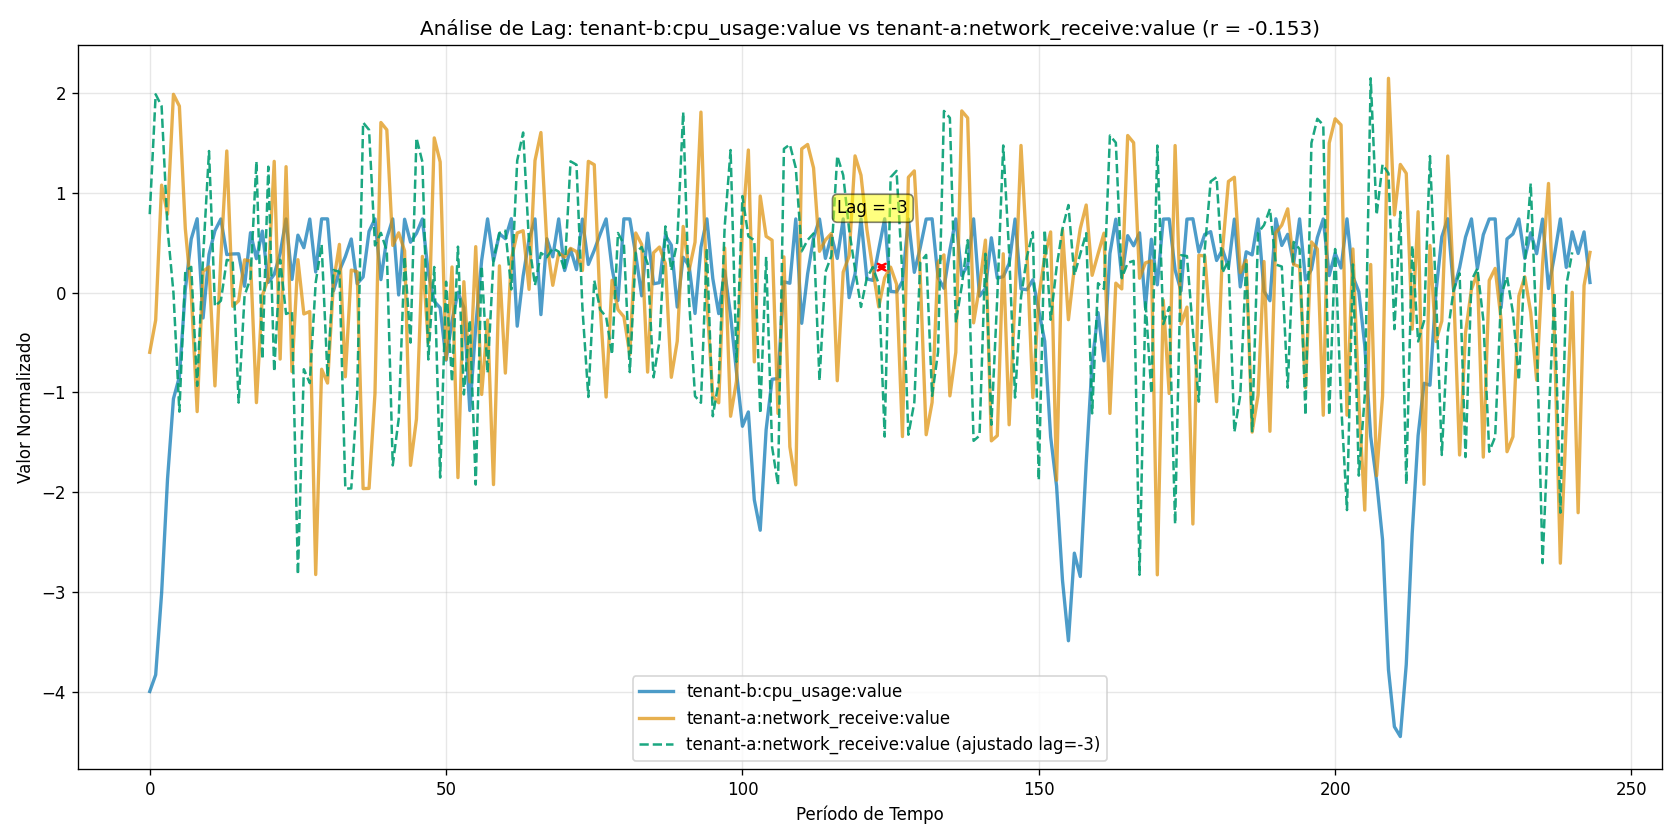 Análise de Lag: tenant-b:cpu_usage:value vs tenant-a:network_receive:value (r = -0.153)
Valor Normalizado
2
1
0
−1
−2
−3
−4
Lag = -3
tenant-b:cpu_usage:value
tenant-a:network_receive:value
tenant-a:network_receive:value (ajustado lag=-3)
0
50
100
150
200
250
Período de Tempo